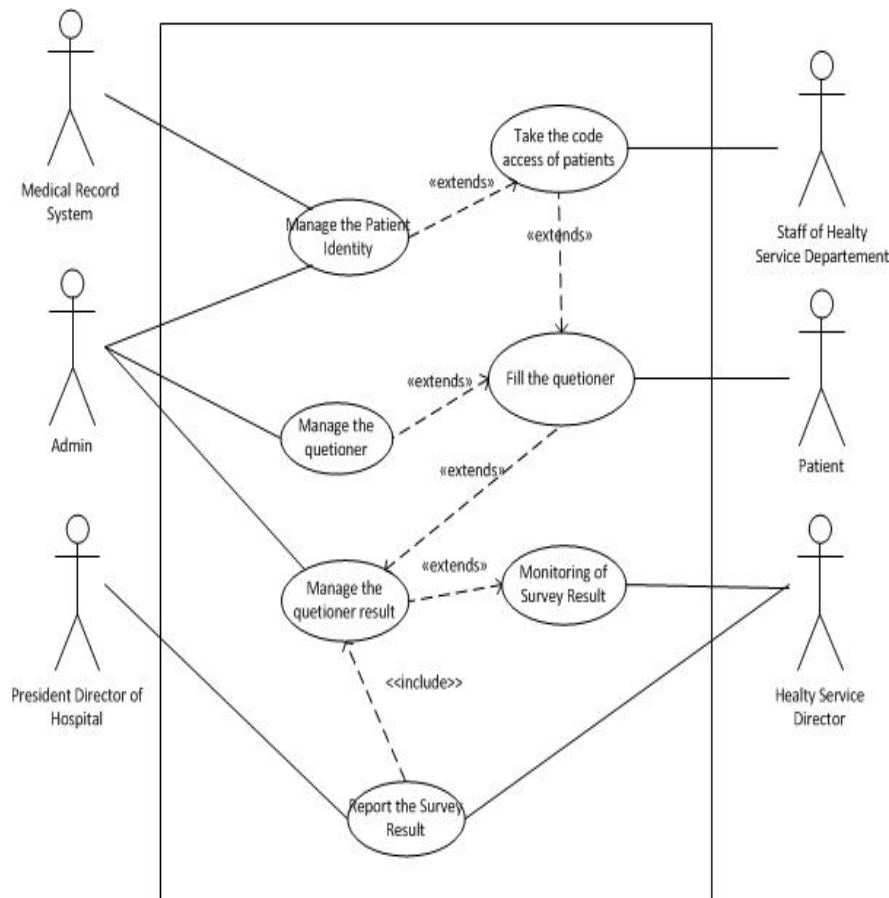 Medical Record
System
Take the code
access of patients
«extends»
Manage the Patient
Identity
«extends»
Staff of Healty
Service Departement
Admin
«extends»
Fill the quetioner
Manage the
quetioner
Patient
«extends»
Manage the
quetioner result
«extends»
Monitoring of
Survey Result
President Director of
Hospital
<<include>>
Healty Service
Director
Report the Survey
Result